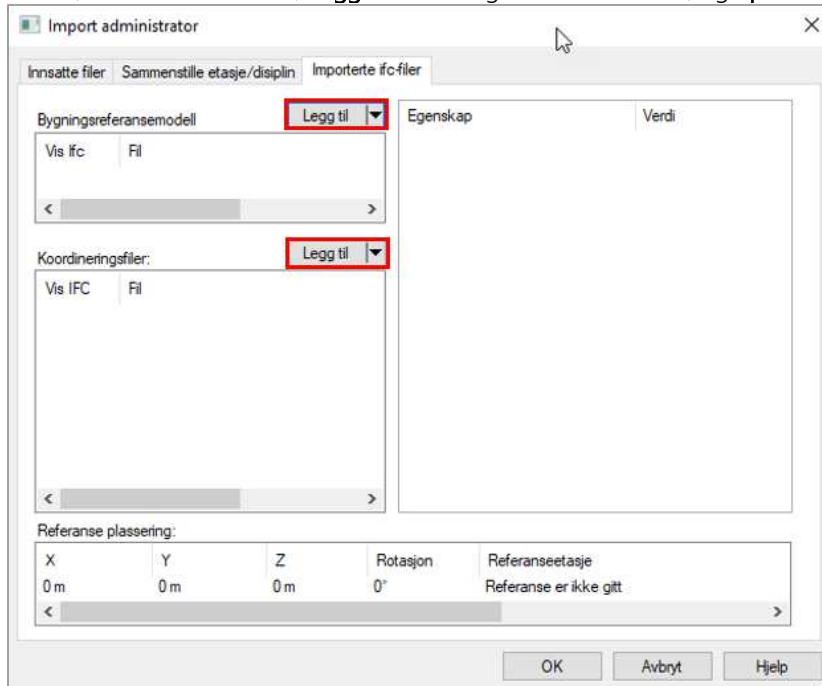 Import administrator
Innsatte filer Sammenstille etasje/disiplin Importerte ifc-filer
Bygningsreferansemodell Legg til
Vis Ifc Fil
Koordineringsfiler: Legg til
Vis IFC Fil
Egenskap Verdi
Referanse plassering:
X Y Z Rotasjon Referanseetasje
0 m 0 m 0 m 0° Referanse er ikke gitt
OK Avbryt Hjelp